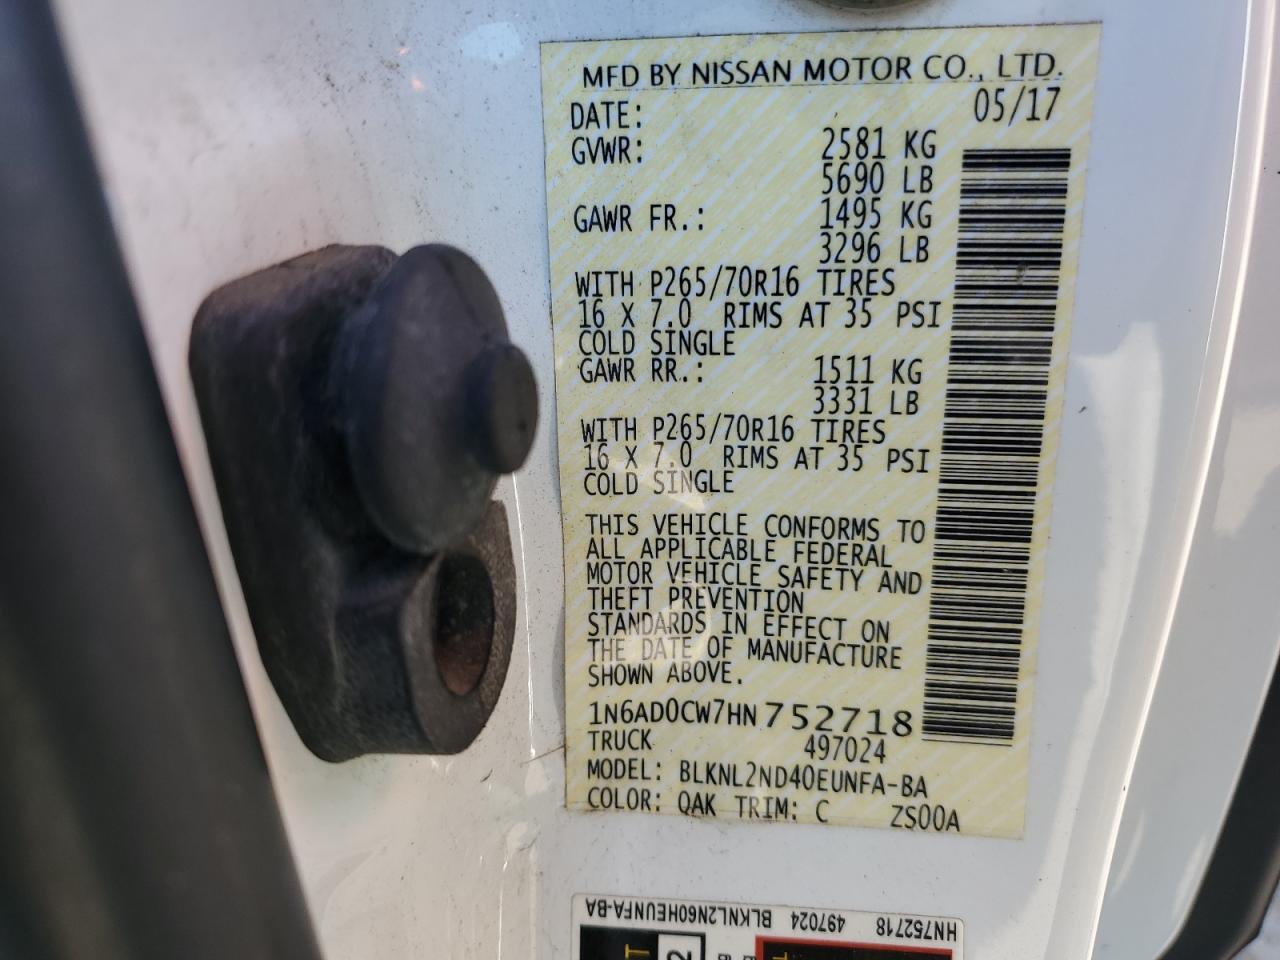 MFD BY NISSAN MOTOR CO., LTD.
DATE: 05/17
GVWR: 2581 KG
5690 LB
GAWR FR.: 1495 KG
3296 LB
WITH P265/70R16 TIRES
16 X 7.0 RIMS AT 35 PSI
COLD SINGLE
GAWR RR.: 1511 KG
3331 LB
WITH P265/70R16 TIRES
16 X 7.0 RIMS AT 35 PSI
COLD SINGLE
THIS VEHICLE CONFORMS TO
ALL APPLICABLE FEDERAL
MOTOR VEHICLE SAFETY AND
THEFT PREVENTION
STANDARDS IN EFFECT ON
THE DATE OF MANUFACTURE
SHOWN ABOVE.
1N6AD0CW7HN752718
TRUCK 497024
MODEL: BLKNL2ND40EUNFA-BA
COLOR: QAK TRIM: C ZS00A
HN752718 497024 BLKNL2N60HEUNFA-BA